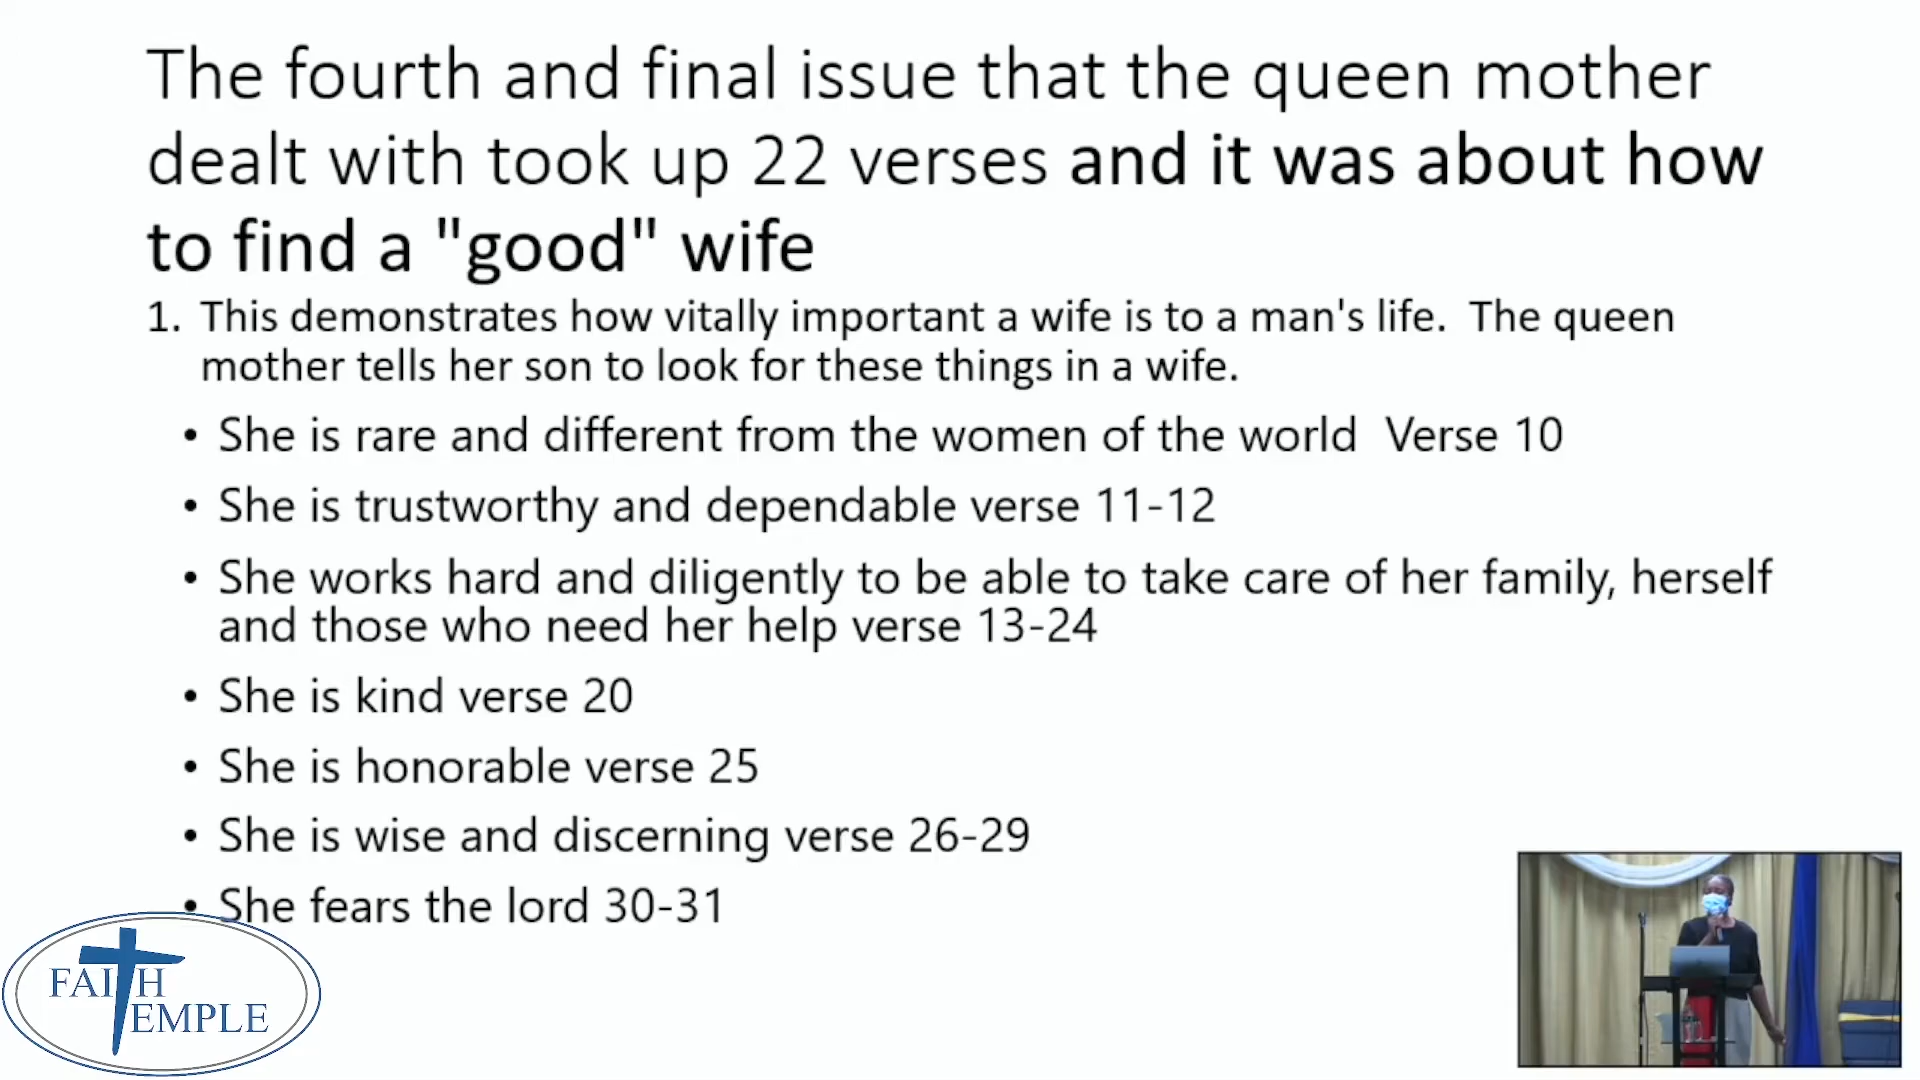 The fourth and final issue that the queen mother
dealt with took up 22 verses and it was about how
to find a "good" wife
1. This demonstrates how vitally important a wife is to a man's life.  The queen
mother tells her son to look for these things in a wife.
• She is rare and different from the women of the world  Verse 10
• She is trustworthy and dependable verse 11-12
• She works hard and diligently to be able to take care of her family, herself
and those who need her help verse 13-24
• She is kind verse 20
• She is honorable verse 25
• She is wise and discerning verse 26-29
• She fears the lord 30-31
FAITH
TEMPLE